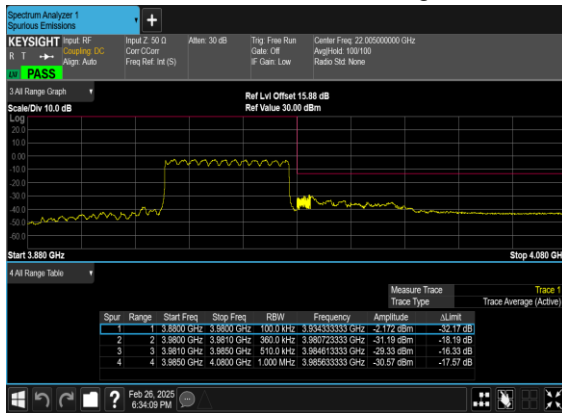 Spectrum Analyzer 1
Spurious Emissions
+
KEYSIGHT Input: RF Input Z: 50 Ω Atten: 30 dB Trig: Free Run Center Freq: 22.005000000 GHz
R T Coupling: DC Corr CCorr Gate: Off Avg|Hold: 100/100
Align: Auto Freq Ref: Int (S) IF Gain: Low Radio Std: None
PASS
3 All Range Graph
Ref Lvl Offset 15.88 dB
Scale/Div 10.0 dB Ref Value 30.00 dBm
Log
20.0
10.0
0.00
-10.0
-20.0
-30.0
-40.0
-50.0
-60.0
Start 3.880 GHz Stop 4.080 GH
4 All Range Table
Measure Trace Trace 1
Trace Type Trace Average (Active)
Spur Range Start Freq Stop Freq RBW Frequency Amplitude ΔLimit
1 1 3.8800 GHz 3.9800 GHz 100.0 kHz 3.934333333 GHz -2.172 dBm -32.17 dB
2 2 3.9800 GHz 3.9810 GHz 360.0 kHz 3.980723333 GHz -31.19 dBm -18.19 dB
3 3 3.9810 GHz 3.9850 GHz 510.0 kHz 3.984613333 GHz -29.33 dBm -16.33 dB
4 4 3.9850 GHz 4.0800 GHz 1.000 MHz 3.985633333 GHz -30.57 dBm -17.57 dB
? Feb 26, 2025
6:34:09 PM